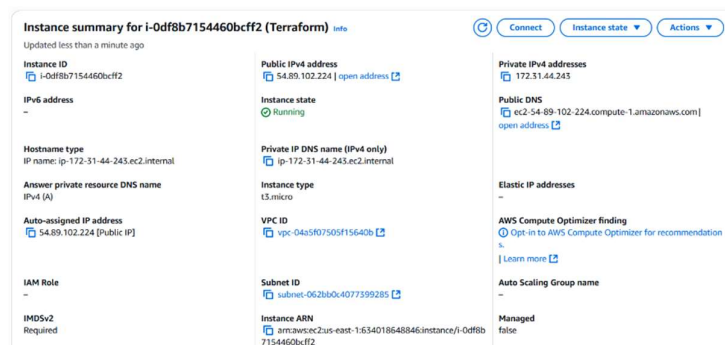 Instance summary for i-0df8b7154460bcff2 (Terraform) Info
Connect
Instance state
Actions
Updated less than a minute ago
Instance ID
i-0df8b7154460bcff2
Public IPv4 address
54.89.102.224 | open address
Private IPv4 addresses
172.31.44.243
IPv6 address
–
Instance state
Running
Public DNS
ec2-54-89-102-224.compute-1.amazonaws.com |
open address
Hostname type
IP name: ip-172-31-44-243.ec2.internal
Private IP DNS name (IPv4 only)
ip-172-31-44-243.ec2.internal
Answer private resource DNS name
IPv4 (A)
Instance type
t3.micro
Elastic IP addresses
–
Auto-assigned IP address
54.89.102.224 [Public IP]
VPC ID
vpc-04a5f07505f15640b
AWS Compute Optimizer finding
Opt-in to AWS Compute Optimizer for recommendation
s.
| Learn more
IAM Role
–
Subnet ID
subnet-062bb0c4077399285
Auto Scaling Group name
–
IMDSv2
Required
Instance ARN
arn:aws:ec2:us-east-1:634018648846:instance/i-0df8b
7154460bcff2
Managed
false